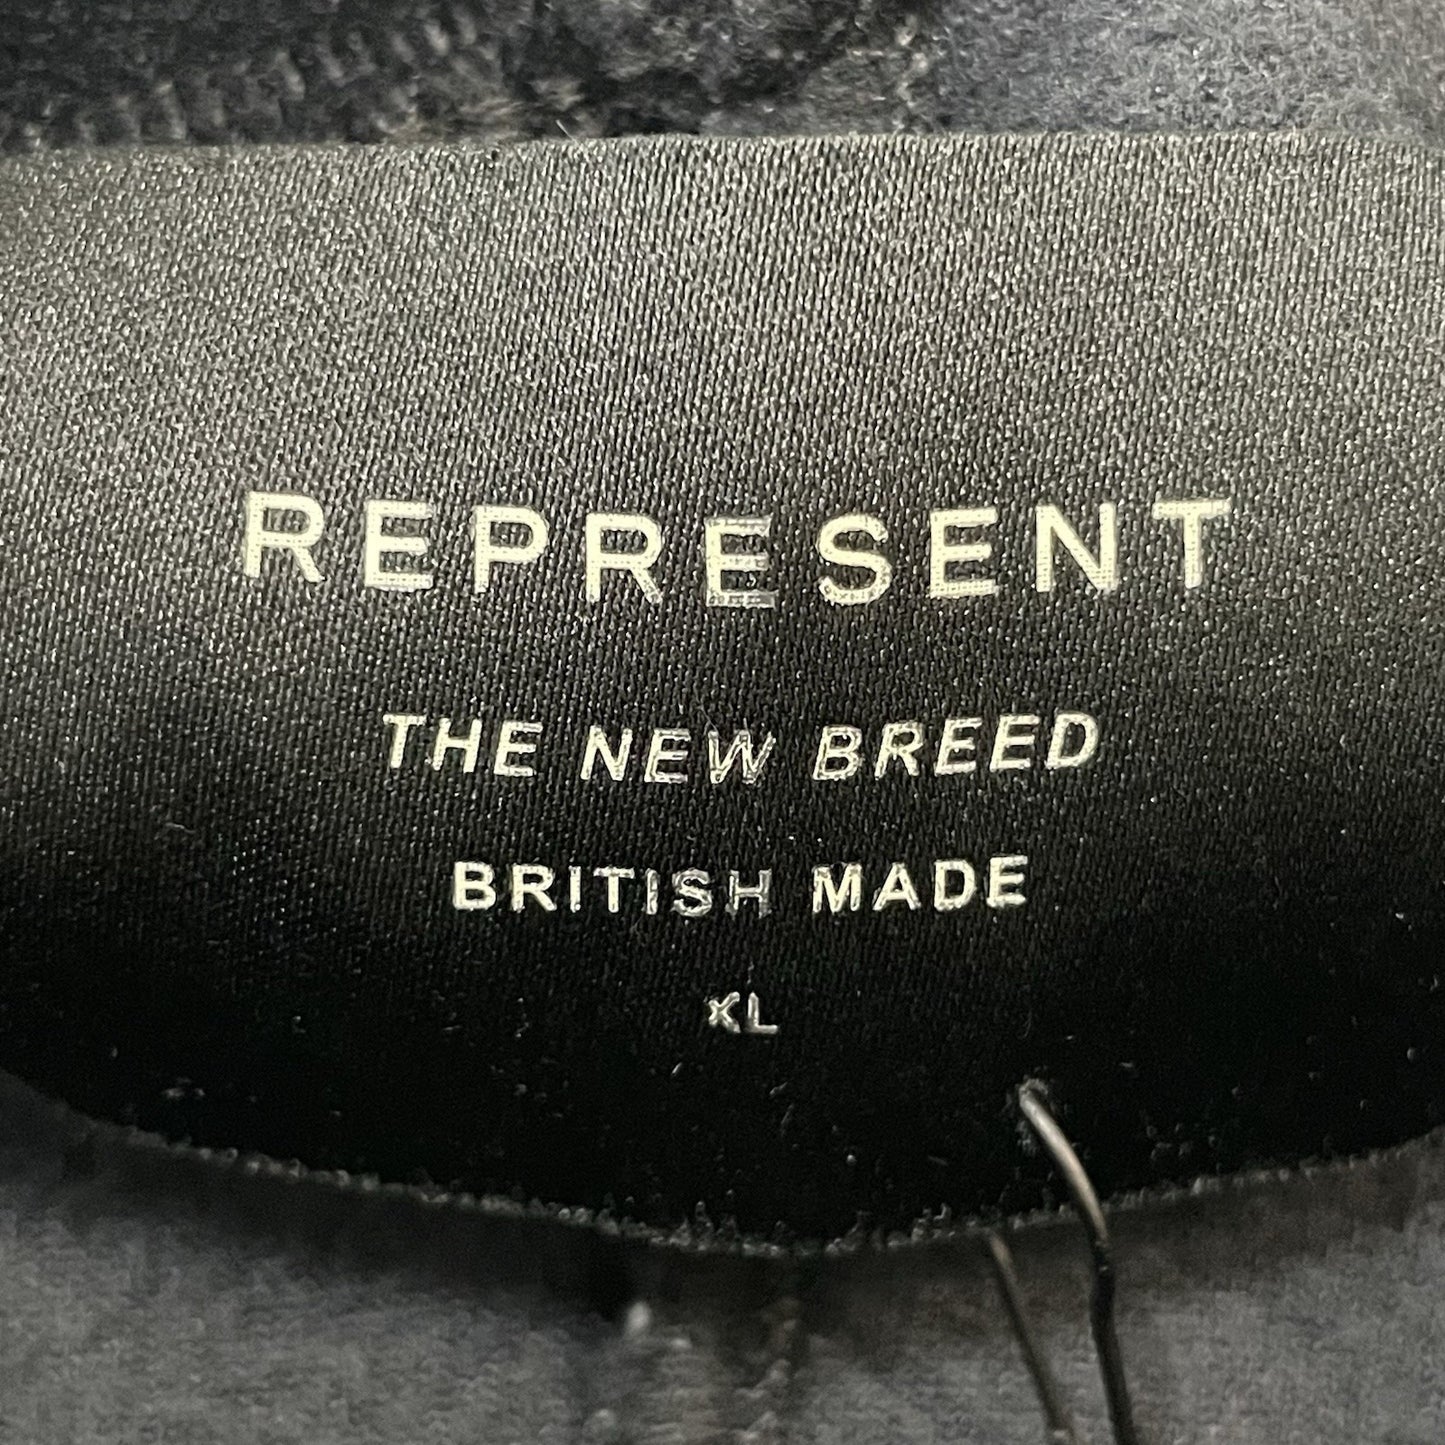 REPRESENT
THE NEW BREED
BRITISH MADE
XL